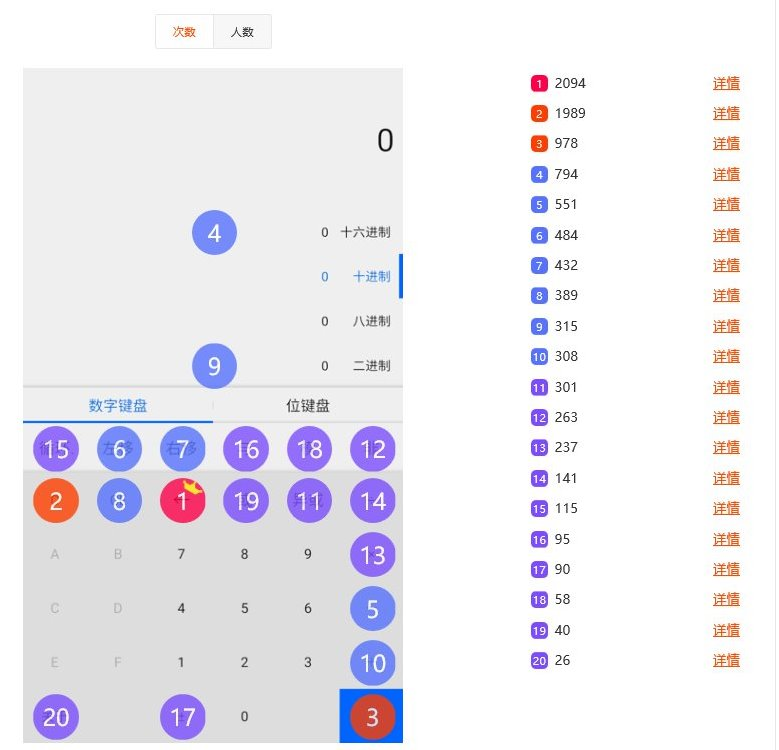 次数 人数
0
4
0 十六进制
0 十进制
0 八进制
9
0 二进制
数字键盘 位键盘
15 6 7 16 18 12
2 8 1 19 11 14
A B 7 8 9 13
C D 4 5 6 5
E F 1 2 3 10
20 17 0 3
1 2094 详情
2 1989 详情
3 978 详情
4 794 详情
5 551 详情
6 484 详情
7 432 详情
8 389 详情
9 315 详情
10 308 详情
11 301 详情
12 263 详情
13 237 详情
14 141 详情
15 115 详情
16 95 详情
17 90 详情
18 58 详情
19 40 详情
20 26 详情